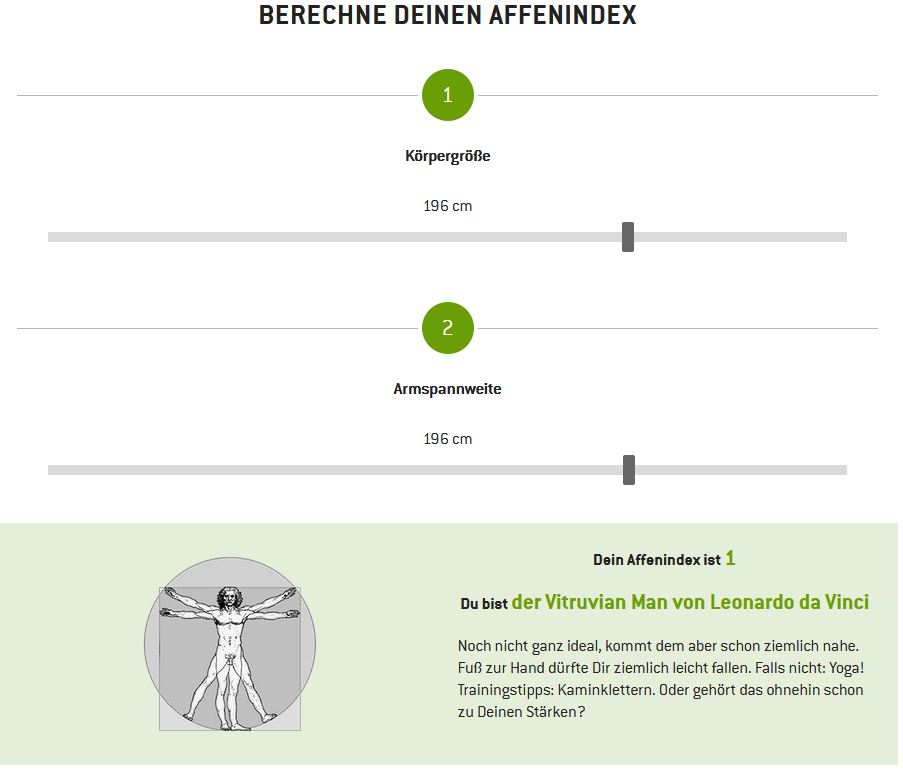 BERECHNE DEINEN AFFENINDEX
1
Körpergröße
196 cm
2
Armspannweite
196 cm
Dein Affenindex ist 1
Du bist der Vitruvian Man von Leonardo da Vinci
Noch nicht ganz ideal, kommt dem aber schon ziemlich nahe.
Fuß zur Hand dürfte Dir ziemlich leicht fallen. Falls nicht: Yoga!
Trainingstipps: Kaminklettern. Oder gehört das ohnehin schon
zu Deinen Stärken?